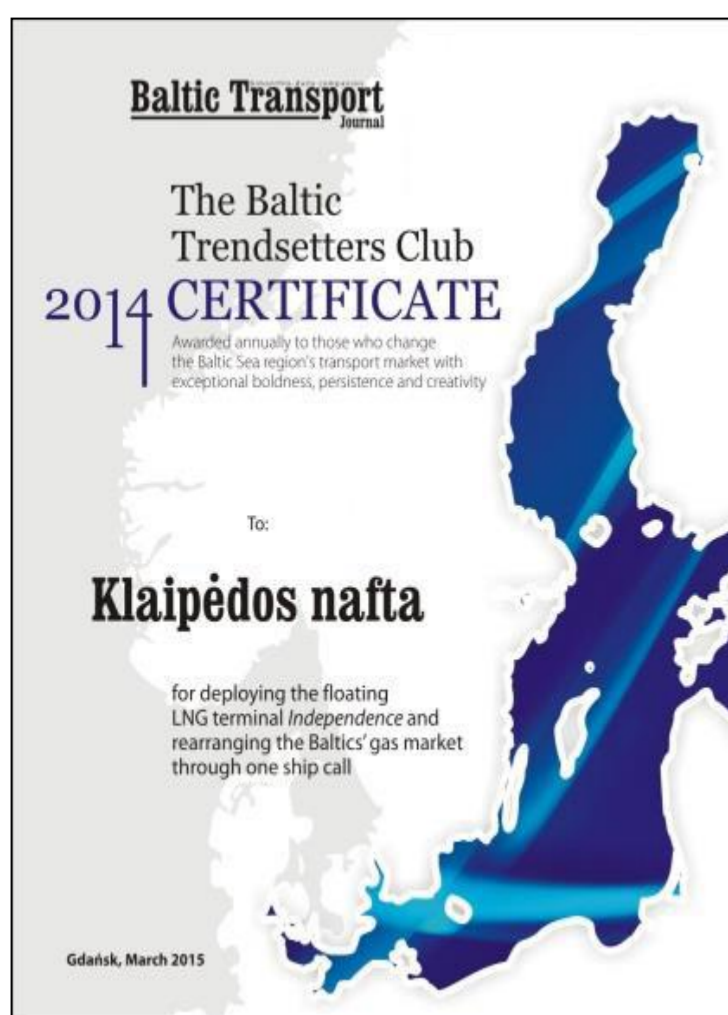 Baltic Transport
Journal
The Baltic
Trendsetters Club
2014 CERTIFICATE
Awarded annually to those who change
the Baltic Sea region's transport market with
exceptional boldness, persistence and creativity
To:
Klaipėdos nafta
for deploying the floating
LNG terminal Independence and
rearranging the Baltics' gas market
through one ship call
Gdańsk, March 2015